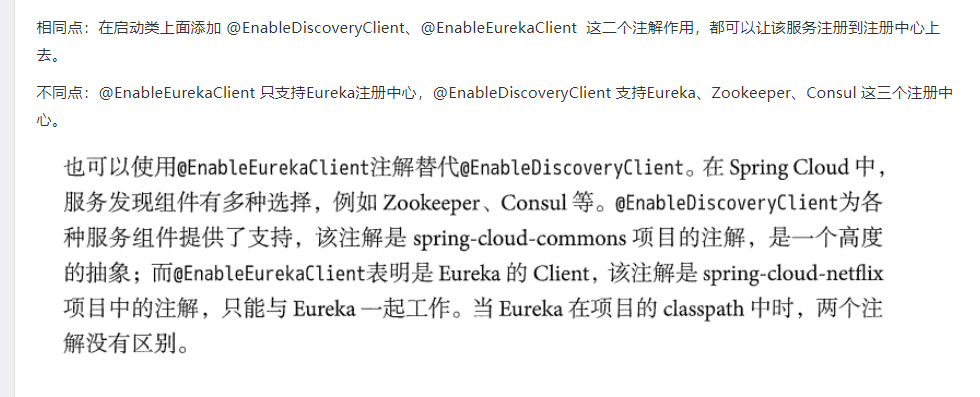 相同点：在启动类上面添加 @EnableDiscoveryClient、@EnableEurekaClient 这二个注解作用，都可以让该服务注册到注册中心上
去。
不同点：@EnableEurekaClient 只支持Eureka注册中心，@EnableDiscoveryClient 支持Eureka、Zookeeper、Consul 这三个注册中
心。
也可以使用@EnableEurekaClient注解替代@EnableDiscoveryClient。在 Spring Cloud 中，
服务发现组件有多种选择，例如 Zookeeper、Consul 等。@EnableDiscoveryClient为各
种服务组件提供了支持，该注解是 spring-cloud-commons 项目的注解，是一个高度
的抽象；而@EnableEurekaClient表明是 Eureka 的 Client，该注解是 spring-cloud-netflix
项目中的注解，只能与 Eureka 一起工作。当 Eureka 在项目的 classpath 中时，两个注
解没有区别。